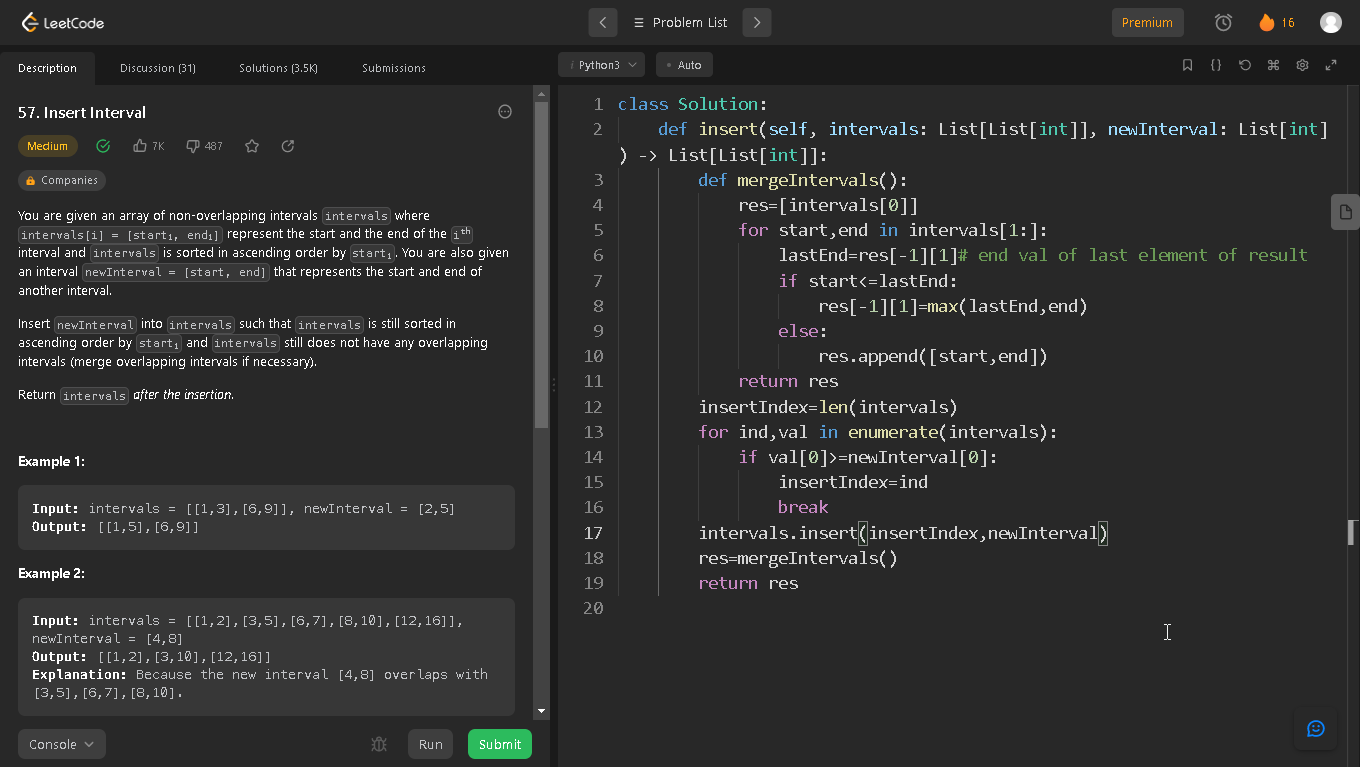 LeetCode
Problem List
Premium
16
Description
Discussion (31)
Solutions (3.5K)
Submissions
57. Insert Interval
Medium
7K
487
Companies
You are given an array of non-overlapping intervals intervals where
intervals[i] = [starti, endi] represent the start and the end of the ith
interval and intervals is sorted in ascending order by starti. You are also given
an interval newInterval = [start, end] that represents the start and end of
another interval.
Insert newInterval into intervals such that intervals is still sorted in
ascending order by starti and intervals still does not have any overlapping
intervals (merge overlapping intervals if necessary).
Return intervals after the insertion.
Example 1:
Input: intervals = [[1,3],[6,9]], newInterval = [2,5]
Output: [[1,5],[6,9]]
Example 2:
Input: intervals = [[1,2],[3,5],[6,7],[8,10],[12,16]],
newInterval = [4,8]
Output: [[1,2],[3,10],[12,16]]
Explanation: Because the new interval [4,8] overlaps with
[3,5],[6,7],[8,10].
Console
Run
Submit
i Python3
Auto
{}
1 class Solution:
2     def insert(self, intervals: List[List[int]], newInterval: List[int]
) -> List[List[int]]:
3         def mergeIntervals():
4             res=[intervals[0]]
5             for start,end in intervals[1:]:
6                 lastEnd=res[-1][1]# end val of last element of result
7                 if start<=lastEnd:
8                     res[-1][1]=max(lastEnd,end)
9                 else:
10                     res.append([start,end])
11             return res
12         insertIndex=len(intervals)
13         for ind,val in enumerate(intervals):
14             if val[0]>=newInterval[0]:
15                 insertIndex=ind
16                 break
17         intervals.insert(insertIndex,newInterval)
18         res=mergeIntervals()
19         return res
20